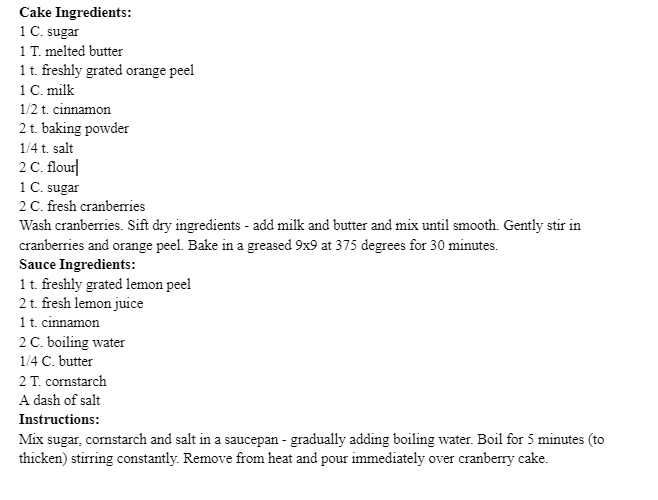 Cake Ingredients:
1 C. sugar
1 T. melted butter
1 t. freshly grated orange peel
1 C. milk
1/2 t. cinnamon
2 t. baking powder
1/4 t. salt
2 C. flour
1 C. sugar
2 C. fresh cranberries
Wash cranberries. Sift dry ingredients - add milk and butter and mix until smooth. Gently stir in
cranberries and orange peel. Bake in a greased 9x9 at 375 degrees for 30 minutes.
Sauce Ingredients:
1 t. freshly grated lemon peel
2 t. fresh lemon juice
1 t. cinnamon
2 C. boiling water
1/4 C. butter
2 T. cornstarch
A dash of salt
Instructions:
Mix sugar, cornstarch and salt in a saucepan - gradually adding boiling water. Boil for 5 minutes (to
thicken) stirring constantly. Remove from heat and pour immediately over cranberry cake.